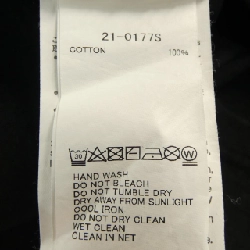 21-0177S
COTTON 100%
30
HAND WASH
DO NOT BLEACH
DO NOT TUMBLE DRY
DRY AWAY FROM SUNLIGHT
COOL IRON
DO NOT DRY CLEAN
WET CLEAN
CLEAN IN NET